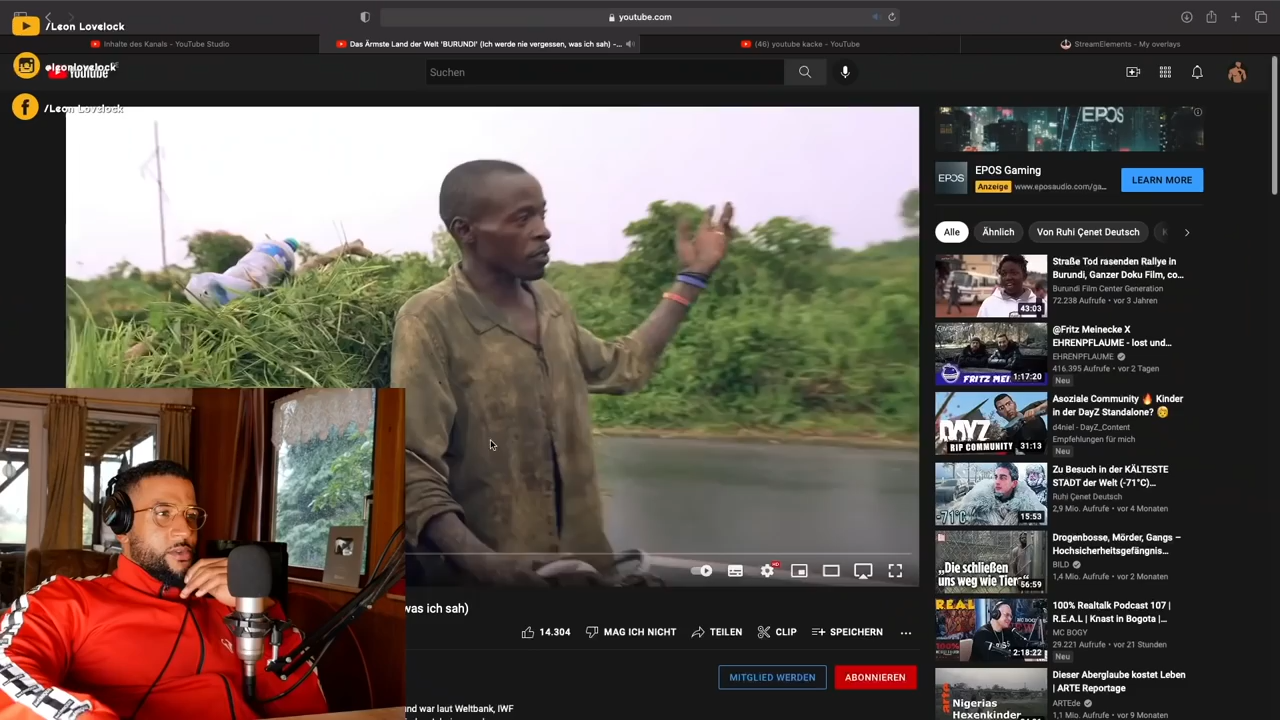 /Leon Lovelock
youtube.com
Inhalte des Kanals - YouTube Studio
Das Ärmste Land der Welt 'BURUNDI' (Ich werde nie vergessen, was ich sah) -...
(46) youtube kacke - YouTube
StreamElements - My overlays
@leonlovelock
YouTube
Suchen
/Leon Lovelock
EPOS
EPOS
EPOS Gaming
Anzeige www.eposaudio.com/ga...
LEARN MORE
Alle
Ähnlich
Von Ruhi Çenet Deutsch
Straße Tod rasenden Rallye in
Burundi, Ganzer Doku Film, co...
Burundi Film Center Generation
72.238 Aufrufe • vor 3 Jahren
43:03
@Fritz Meinecke X
EHRENPFLAUME - lost und...
EHRENPFLAUME
416.395 Aufrufe • vor 2 Tagen
Neu
FRITZ MEI
1:17:20
Asoziale Community 🔥 Kinder
in der DayZ Standalone? 🤯
d4niel - DayZ_Content
Empfehlungen für mich
Neu
DAYZ
RIP COMMUNITY
31:13
Zu Besuch in der KÄLTESTE
STADT der Welt (-71°C)...
Ruhi Çenet Deutsch
2,9 Mio. Aufrufe • vor 4 Monaten
-71°C
15:53
Drogenbosse, Mörder, Gangs –
Hochsicherheitsgefängnis...
BILD
1,4 Mio. Aufrufe • vor 2 Monaten
„Die schließen
uns weg wie Tier
56:59
100% Realtalk Podcast 107 |
R.E.A.L | Knast in Bogota |...
MC BOGY
29.221 Aufrufe • vor 21 Stunden
Neu
R.E.A.L
MC BOGY
100%
2:18:22
Dieser Aberglaube kostet Leben
| ARTE Reportage
ARTEde
1,1 Mio. Aufrufe • vor 9 Monaten
arte
Nigerias
Hexenkinder
HD
was ich sah)
14.304
MAG ICH NICHT
TEILEN
CLIP
SPEICHERN
MITGLIED WERDEN
ABONNIEREN
und war laut Weltbank, IWF